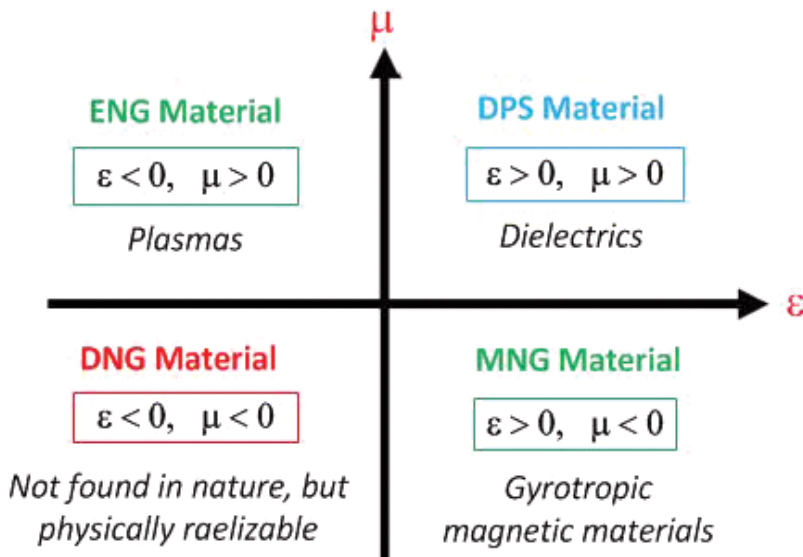 μ
ENG Material
ε < 0, μ > 0
Plasmas
DPS Material
ε > 0, μ > 0
Dielectrics
ε
DNG Material
ε < 0, μ < 0
Not found in nature, but
physically raelizable
MNG Material
ε > 0, μ < 0
Gyrotropic
magnetic materials